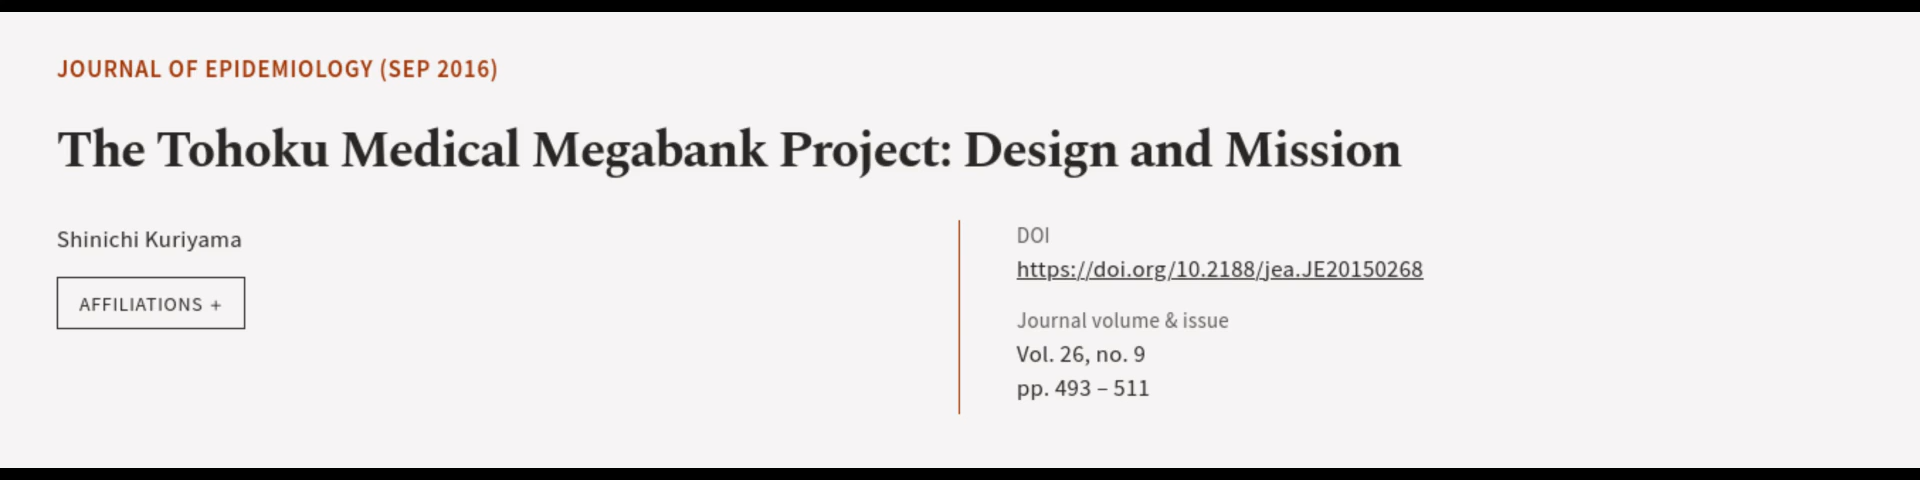 JOURNAL OF EPIDEMIOLOGY (SEP 2016)
The Tohoku Medical Megabank Project: Design and Mission
Shinichi Kuriyama
AFFILIATIONS +
DOI
https://doi.org/10.2188/jea.JE20150268
Journal volume & issue
Vol. 26, no. 9
pp. 493 – 511